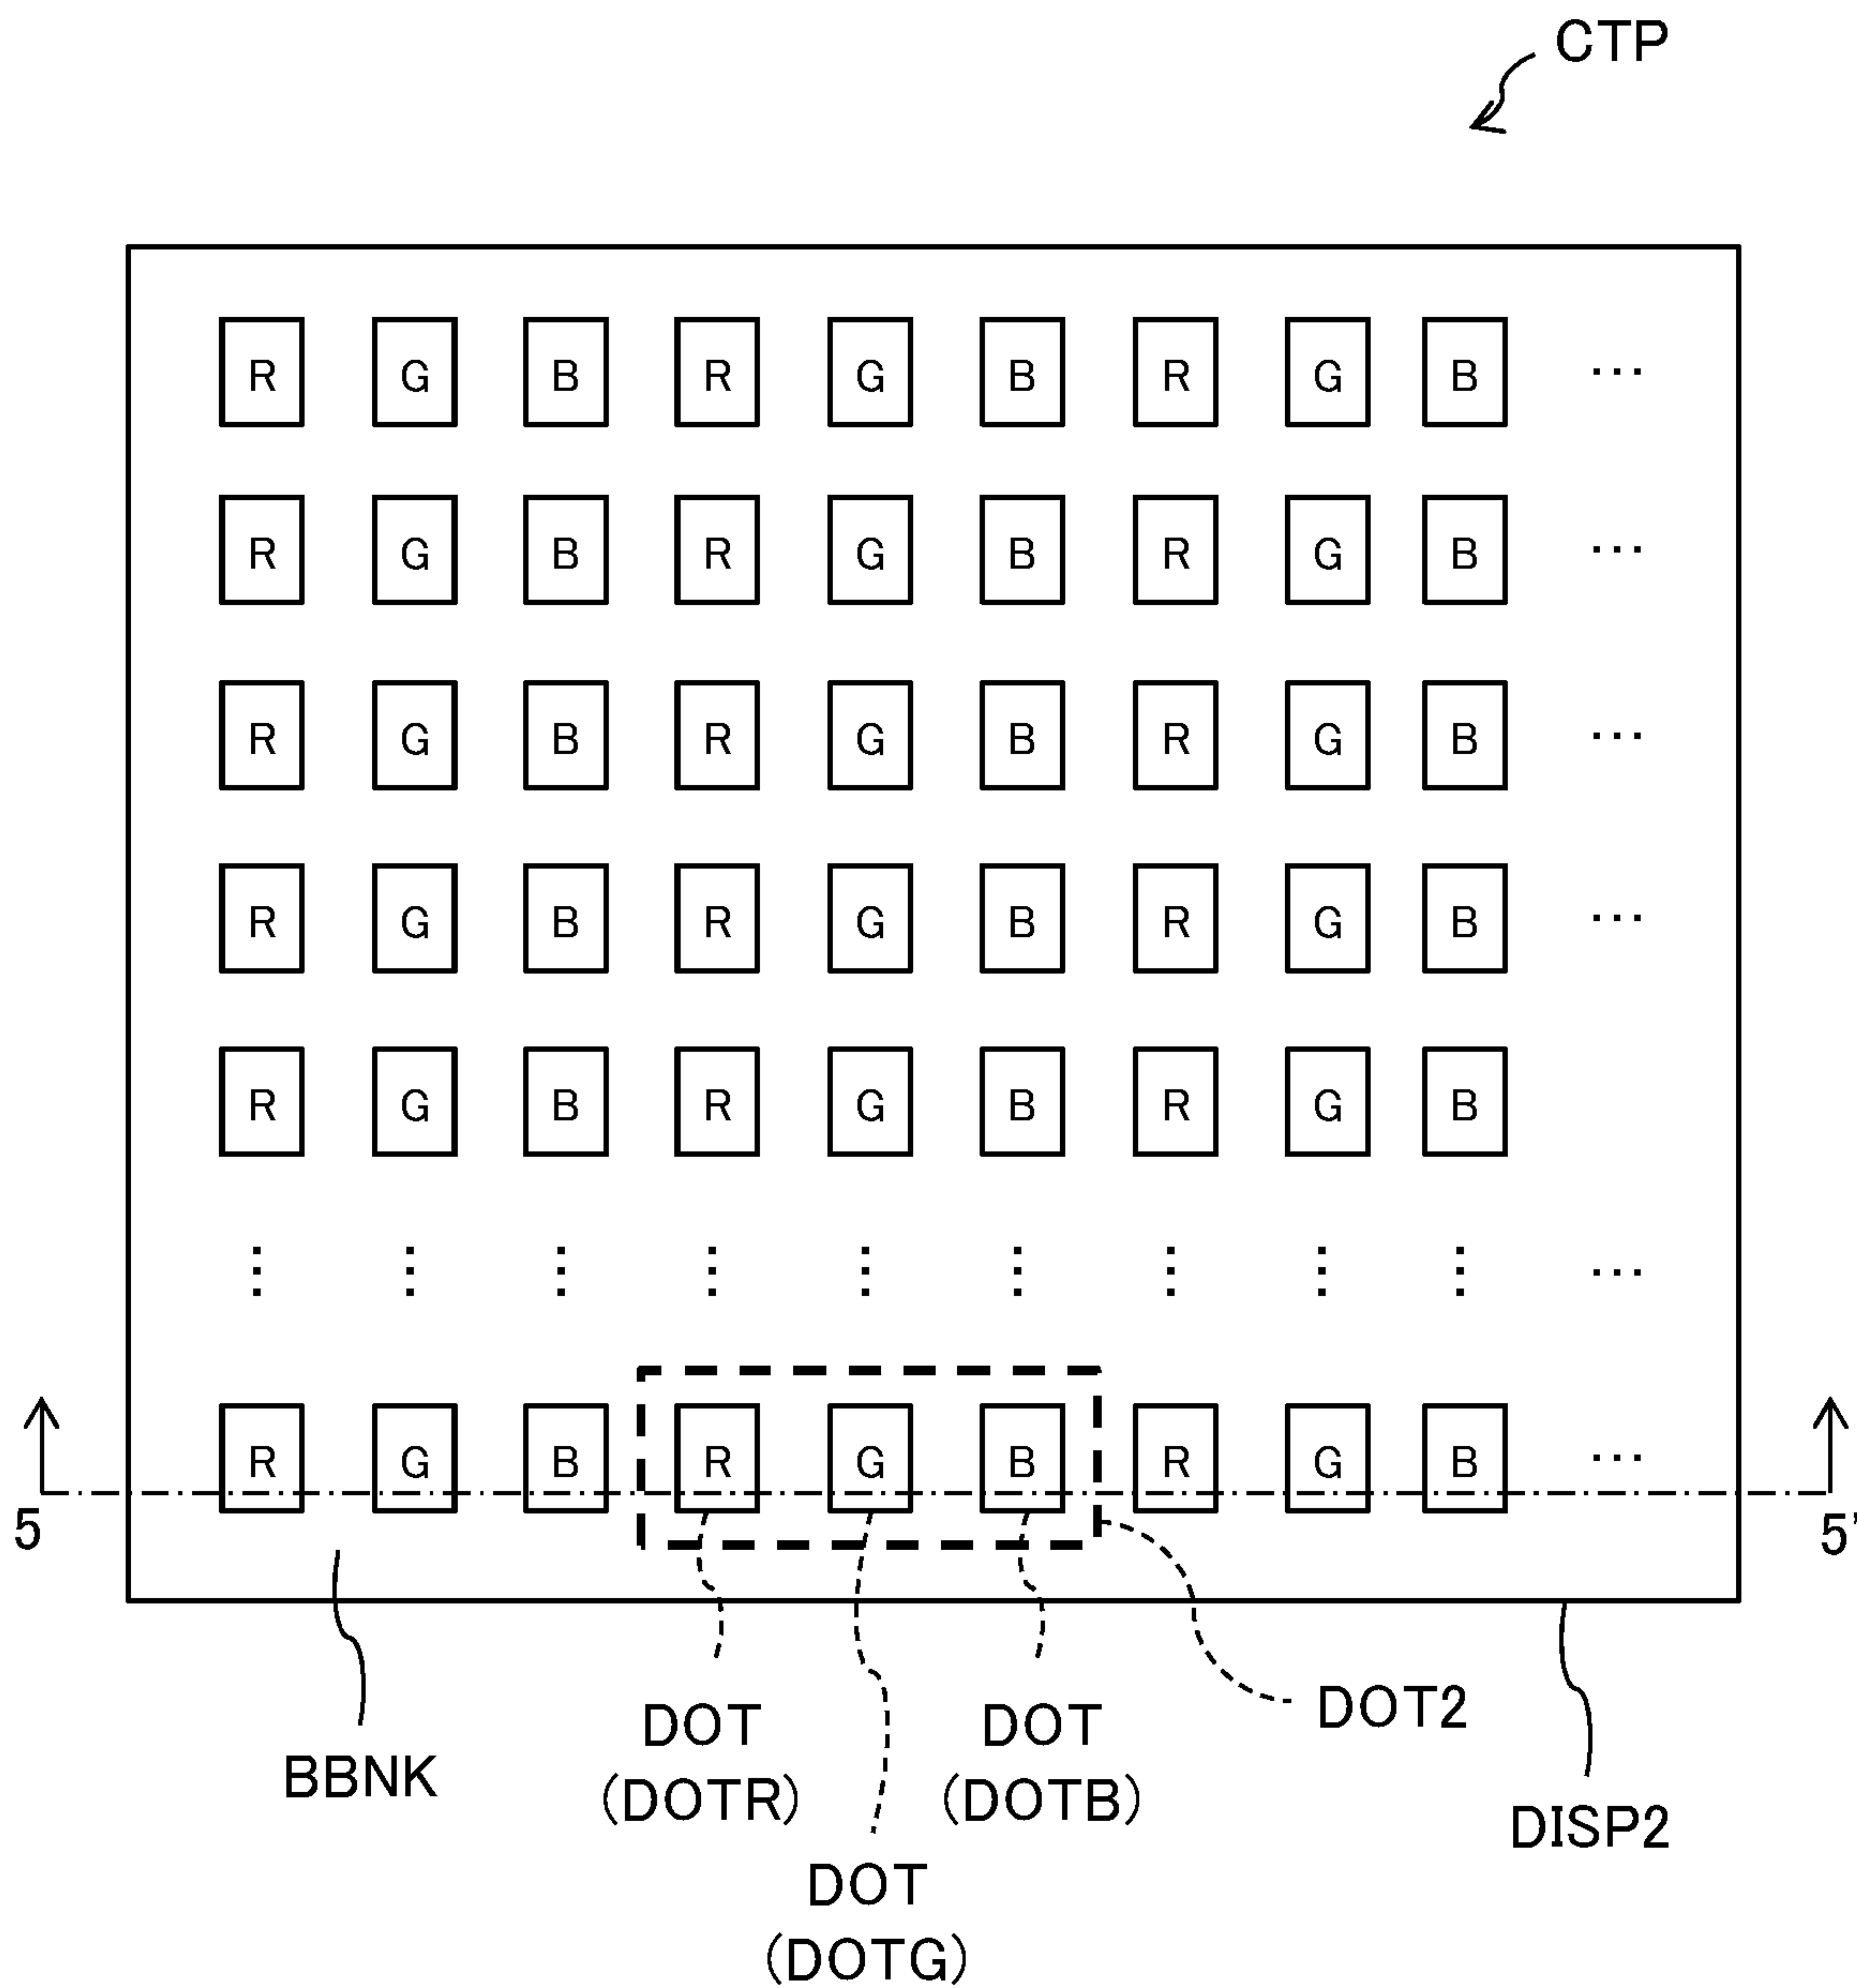 CTP
R G B R G B R G B ...
R G B R G B R G B ...
R G B R G B R G B ...
R G B R G B R G B ...
R G B R G B R G B
⋮ ⋮ ⋮ ⋮ ⋮ ⋮ ⋮ ⋮ ⋮ ...
R G B R G B R G B ...
5 5'
BBNK
DOT
(DOTR)
DOT
(DOTG)
DOT
(DOTB)
DOT2
DISP2